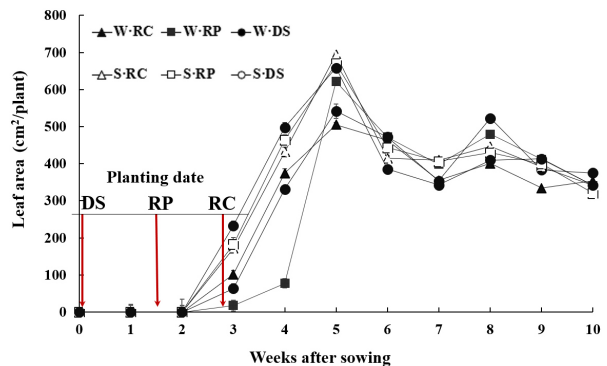 800
700
600
500
400
300
200
100
0
Leaf area (cm²/plant)
W·RC W·RP W·DS
S·RC S·RP S·DS
Planting date
DS RP RC
0 1 2 3 4 5 6 7 8 9 10
Weeks after sowing